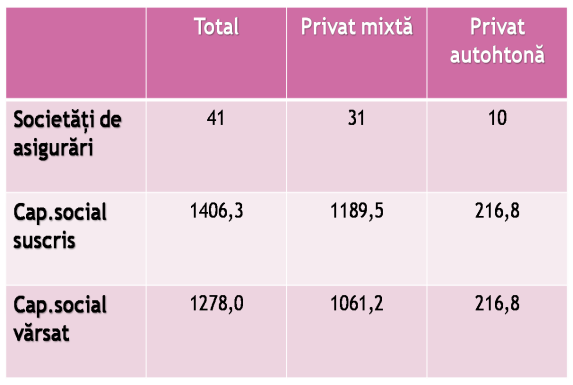 Total Privat mixtă Privat
autohtonă
Societăți de
asigurări 41 31 10
Cap.social
suscris 1406,3 1189,5 216,8
Cap.social
vărsat 1278,0 1061,2 216,8